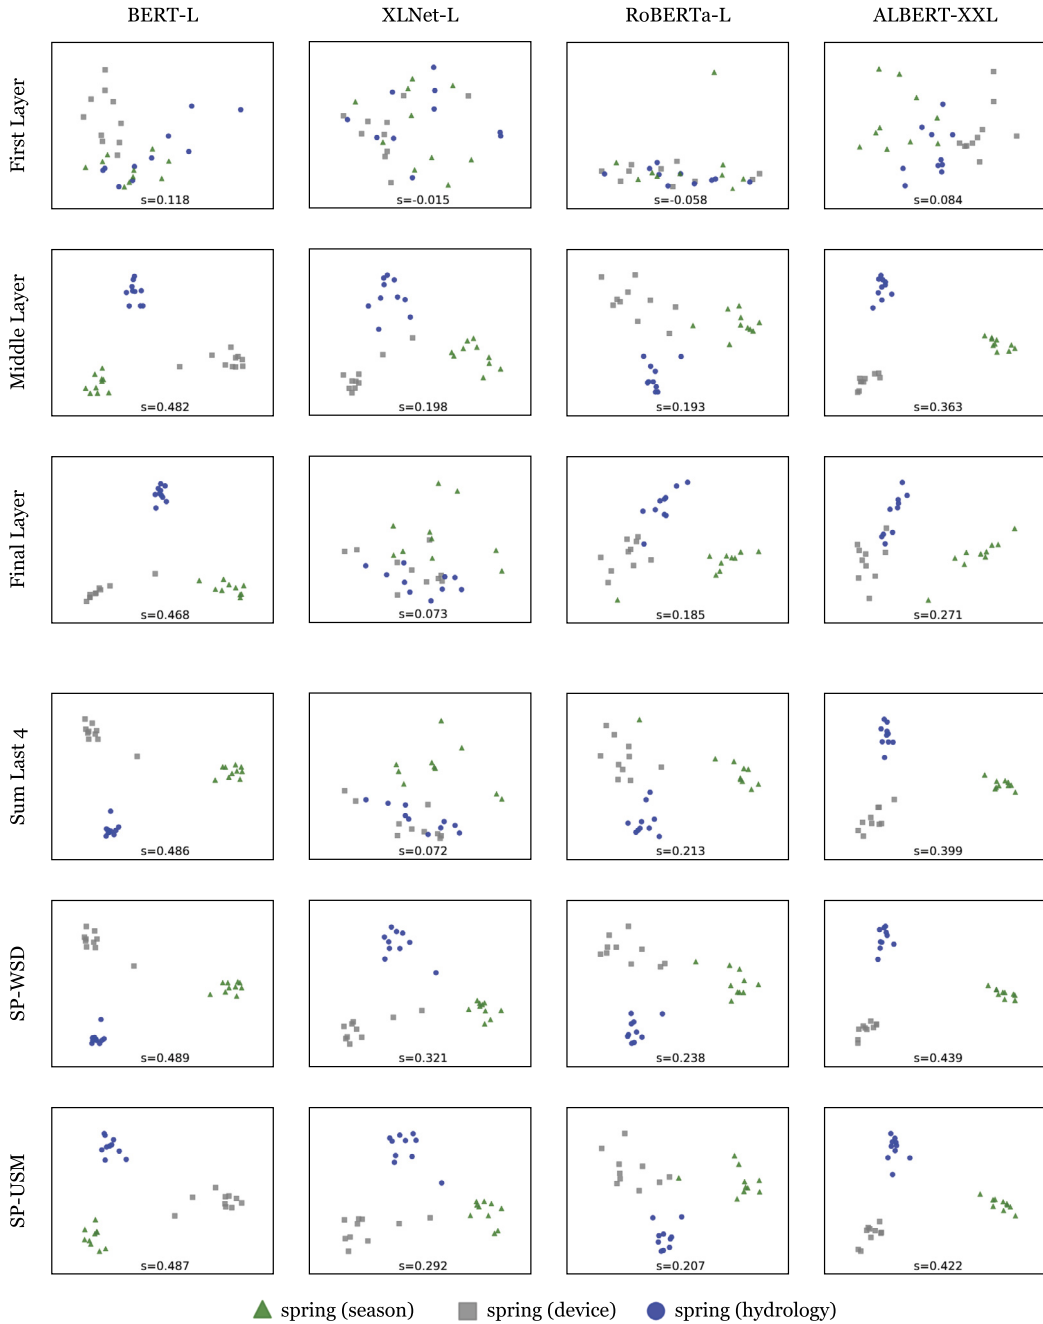 BERT-L XLNet-L RoBERTa-L ALBERT-XXL
First Layer
s=0.118 s=-0.015 s=-0.058 s=0.084
Middle Layer
s=0.482 s=0.198 s=0.193 s=0.363
Final Layer
s=0.468 s=0.073 s=0.185 s=0.271
Sum Last 4
s=0.486 s=0.072 s=0.213 s=0.399
SP-WSD
s=0.489 s=0.321 s=0.238 s=0.439
SP-USM
s=0.487 s=0.292 s=0.207 s=0.422
spring (season) spring (device) spring (hydrology)